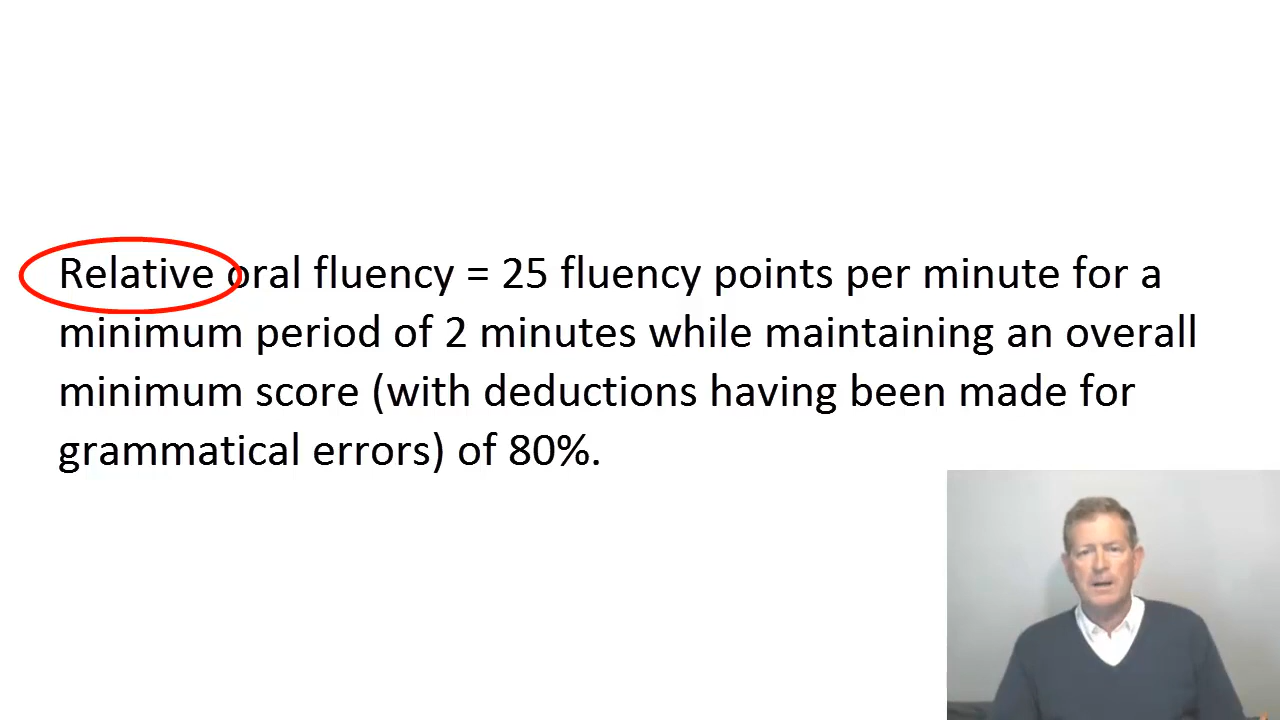 Relative oral fluency = 25 fluency points per minute for a
minimum period of 2 minutes while maintaining an overall
minimum score (with deductions having been made for
grammatical errors) of 80%.